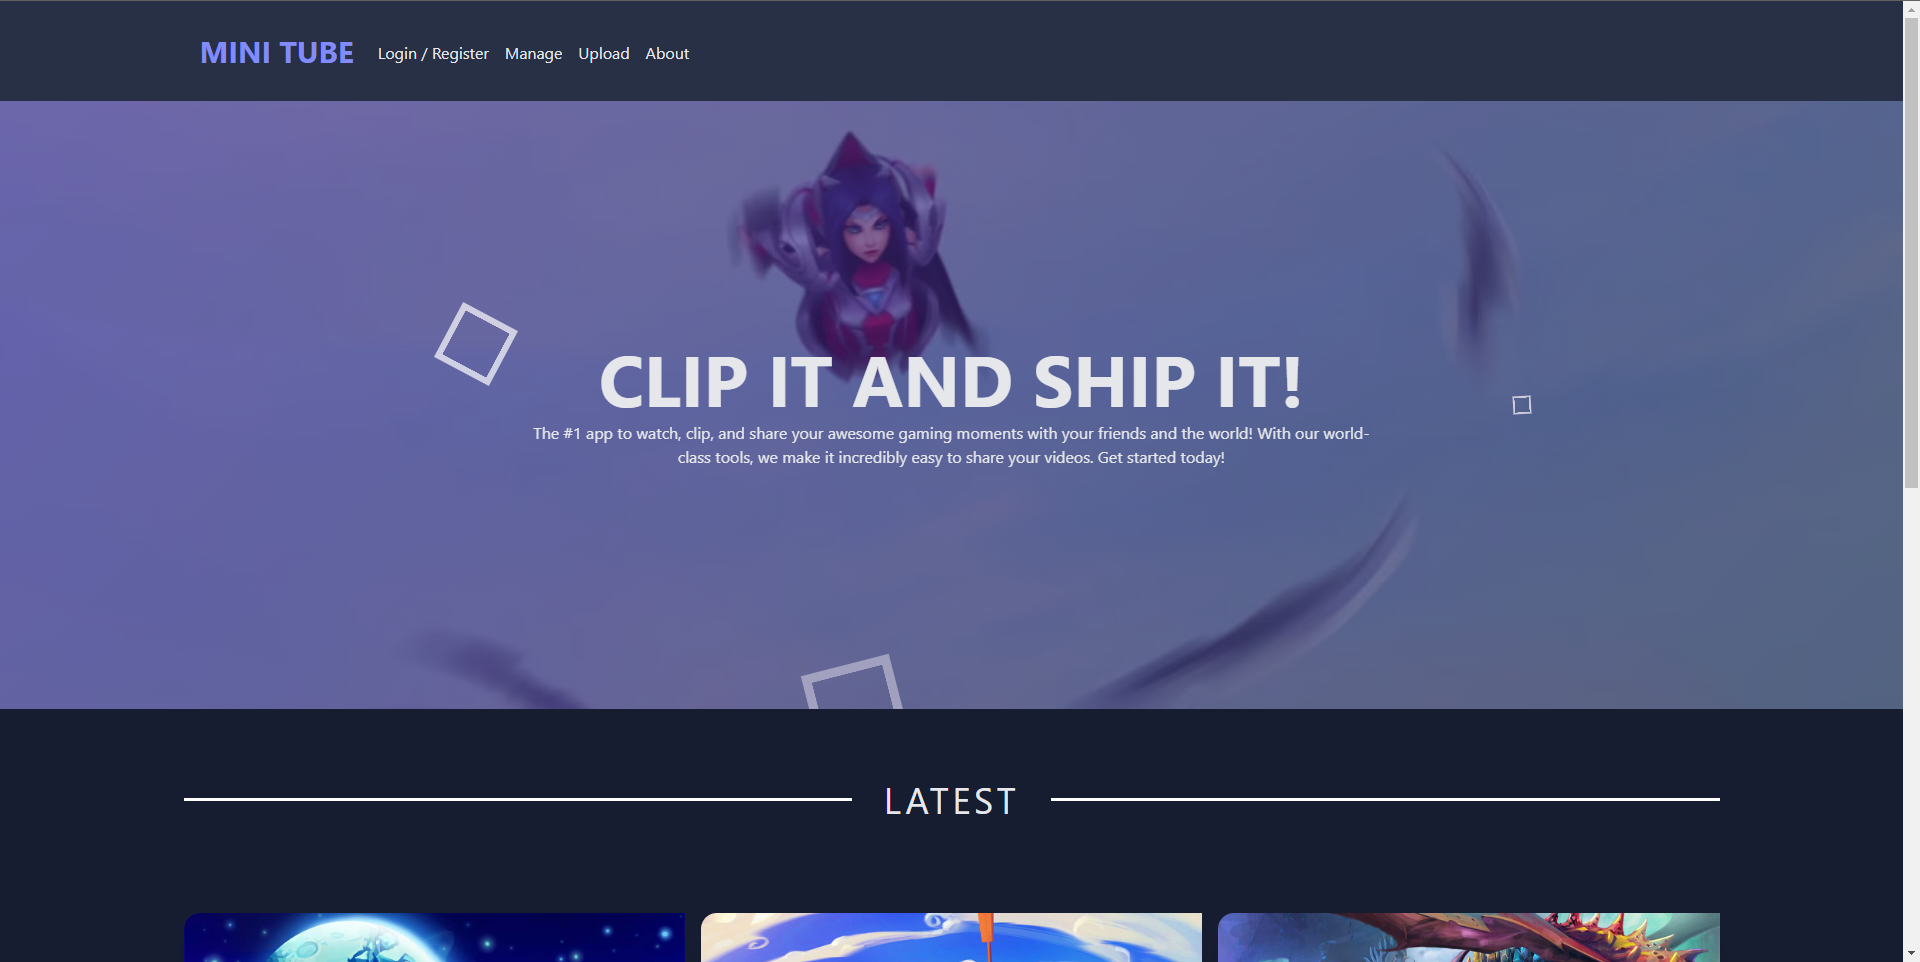 MINI TUBE Login / Register Manage Upload About
CLIP IT AND SHIP IT!
The #1 app to watch, clip, and share your awesome gaming moments with your friends and the world! With our world-
class tools, we make it incredibly easy to share your videos. Get started today!
LATEST